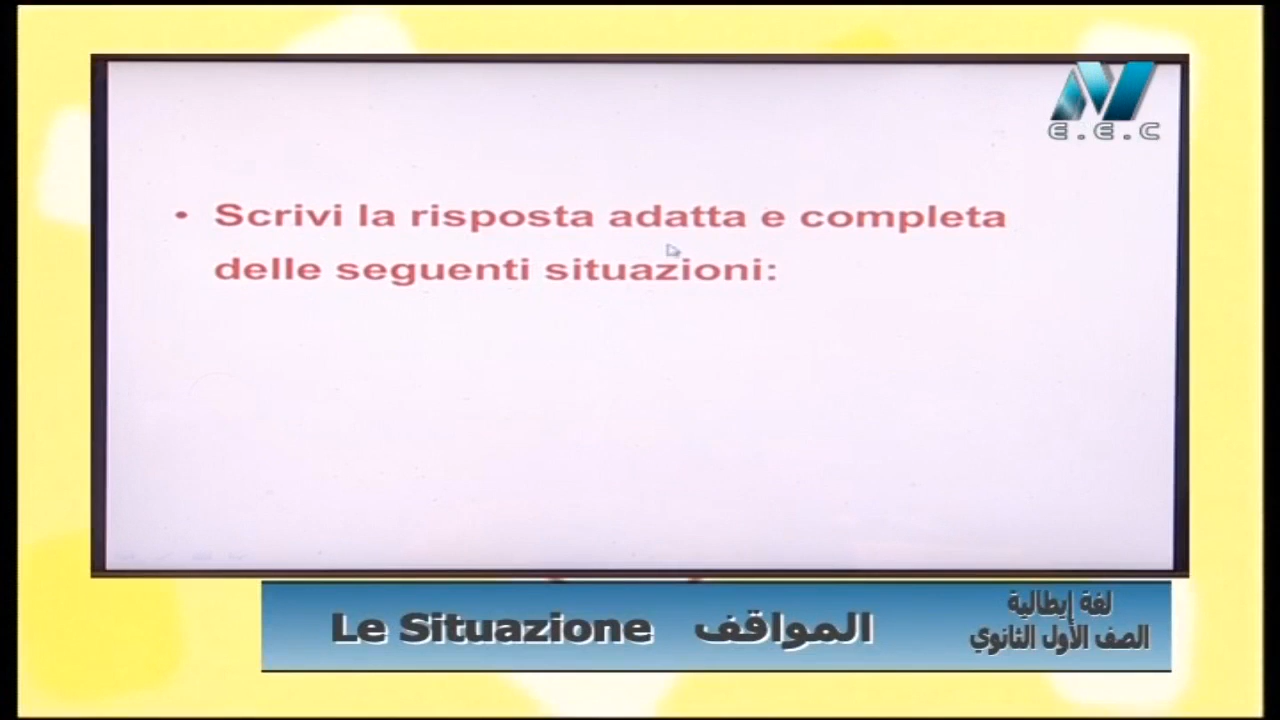 E.E.C
• Scrivi la risposta adatta e completa
delle seguenti situazioni:
Le Situazione المواقف
لغة إيطالية
الصف الأول الثانوي